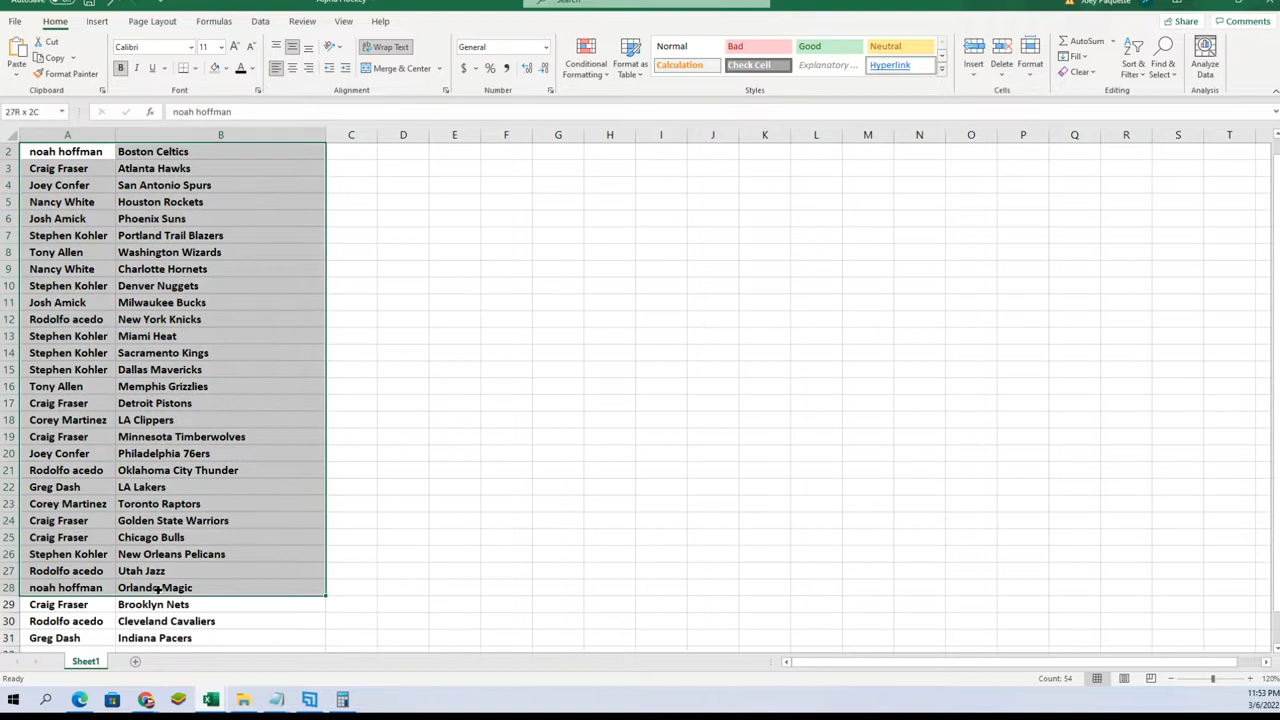 Search
Joey Paquette
File Home Insert Page Layout Formulas Data Review View Help Share Comments
Paste Cut Copy Format Painter Clipboard
Calibri 11 Font
Wrap Text Merge & Center Alignment
General Number
Conditional Formatting Format as Table
Normal Bad Good Neutral
Calculation Check Cell Explanatory ... Hyperlink
Styles
Insert Delete Format Cells
AutoSum Fill Clear Sort & Filter Find & Select Editing
Analyze Data Analysis
27R x 2C fx noah hoffman
A B C D E F G H I J K L M N O P Q R S T
2 noah hoffman Boston Celtics
3 Craig Fraser Atlanta Hawks
4 Joey Confer San Antonio Spurs
5 Nancy White Houston Rockets
6 Josh Amick Phoenix Suns
7 Stephen Kohler Portland Trail Blazers
8 Tony Allen Washington Wizards
9 Nancy White Charlotte Hornets
10 Stephen Kohler Denver Nuggets
11 Josh Amick Milwaukee Bucks
12 Rodolfo acedo New York Knicks
13 Stephen Kohler Miami Heat
14 Stephen Kohler Sacramento Kings
15 Stephen Kohler Dallas Mavericks
16 Tony Allen Memphis Grizzlies
17 Craig Fraser Detroit Pistons
18 Corey Martinez LA Clippers
19 Craig Fraser Minnesota Timberwolves
20 Joey Confer Philadelphia 76ers
21 Rodolfo acedo Oklahoma City Thunder
22 Greg Dash LA Lakers
23 Corey Martinez Toronto Raptors
24 Craig Fraser Golden State Warriors
25 Craig Fraser Chicago Bulls
26 Stephen Kohler New Orleans Pelicans
27 Rodolfo acedo Utah Jazz
28 noah hoffman Orlando Magic
29 Craig Fraser Brooklyn Nets
30 Rodolfo acedo Cleveland Cavaliers
31 Greg Dash Indiana Pacers
Sheet1
Ready Count: 54 120%
11:53 PM
3/6/2022